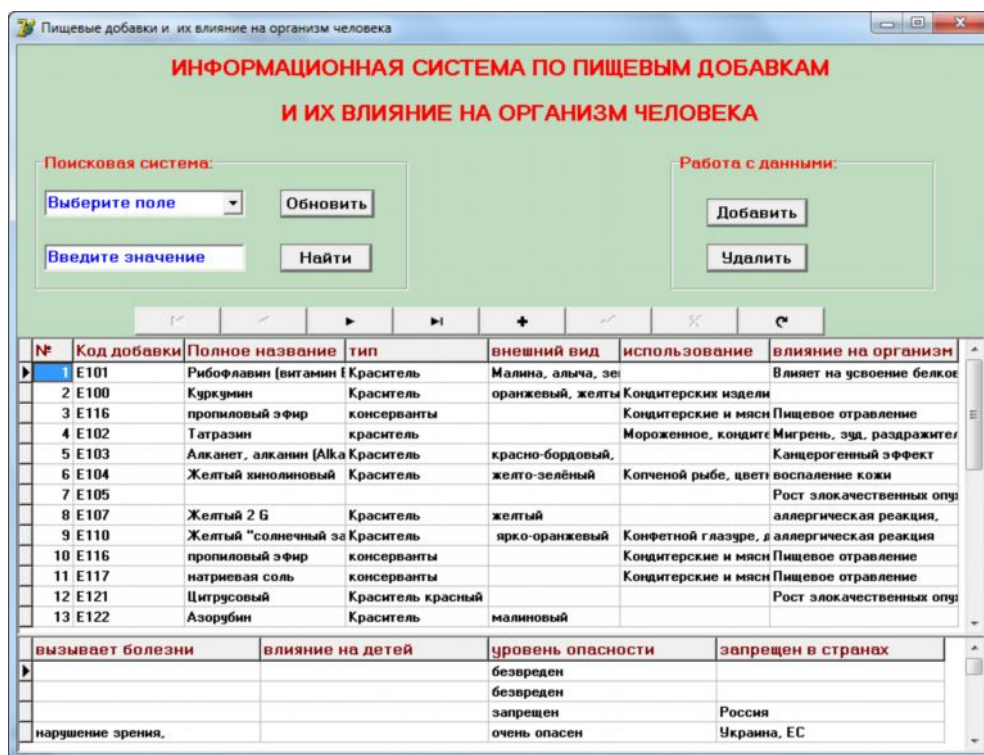 Пищевые добавки и их влияние на организм человека
ИНФОРМАЦИОННАЯ СИСТЕМА ПО ПИЩЕВЫМ ДОБАВКАМ
И ИХ ВЛИЯНИЕ НА ОРГАНИЗМ ЧЕЛОВЕКА
Поисковая система: Работа с данными:
Выберите поле Обновить Добавить
Введите значение Найти Удалить
№ Код добавки Полное название тип внешний вид использование влияние на организм
1 E101 Рибофлавин (витамин Краситель Малина, алыча, Влияет на усвоение белков
2 E100 Куркумин Краситель оранжевый, желты Кондитерских издели
3 E116 пропиловый эфир консерванты Кондитерские и мясн Пищевое отравление
4 E102 Татразин краситель Мороженное, кондите Мигрень, зуд, раздражител
5 E103 Алканет, алканин (Alka Краситель красно-бордовый, Канцерогенный эффект
6 E104 Желтый хинолиновый Краситель желто-зелёный Копченой рыбе, цветн воспаление кожи
7 E105 Рост злокачественных опух
8 E107 Желтый 2 G Краситель желтый аллергическая реакция,
9 E110 Желтый "солнечный за Краситель ярко-оранжевый Конфетной глазуре, д аллергическая реакция
10 E116 пропиловый эфир консерванты Кондитерские и мясн Пищевое отравление
11 E117 натриевая соль консерванты Кондитерские и мясн Пищевое отравление
12 E121 Цитрусовый Краситель красный Рост злокачественных опух
13 E122 Азорубин Краситель малиновый
вызывает болезни влияние на детей уровень опасности запрещен в странах
безвреден
безвреден
запрещен Россия
нарушение зрения, очень опасен Украина, ЕС